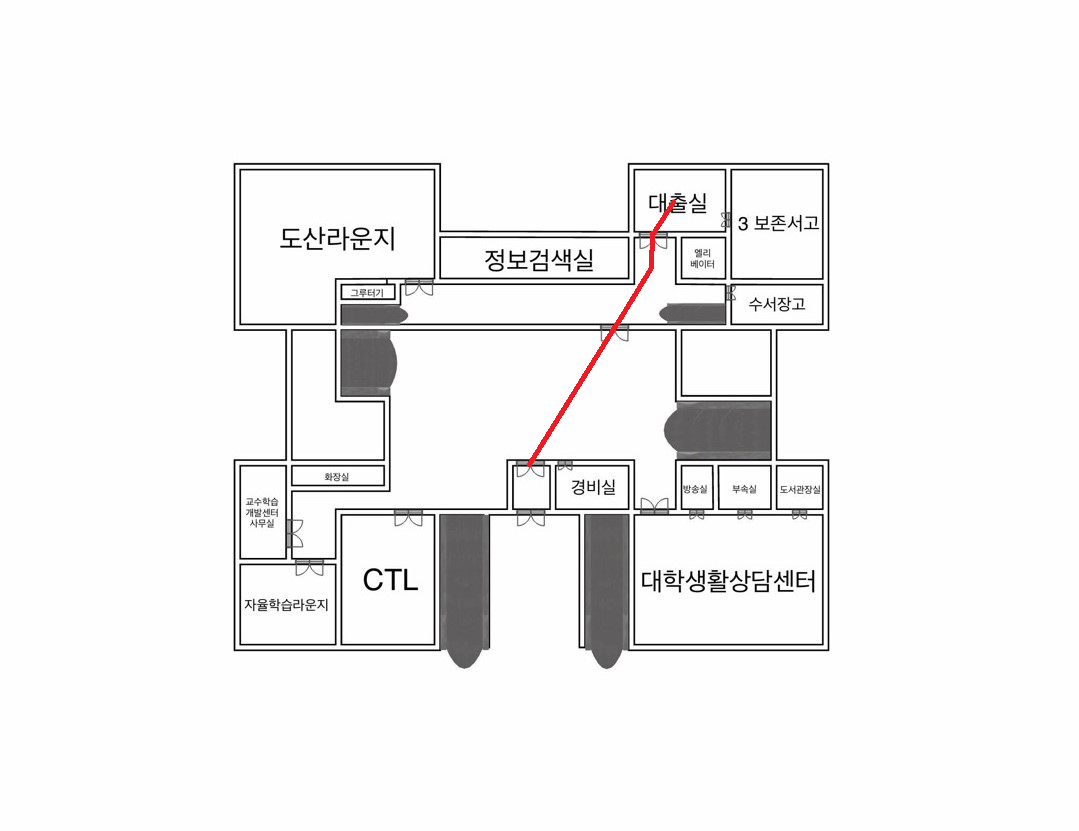 대출실
3 보존서고
도산라운지
정보검색실
엘리
베이터
그루터기
수서장고
화장실
경비실
방송실
부속실
도서관장실
교수학습
개발센터
사무실
CTL
대학생활상담센터
자율학습라운지